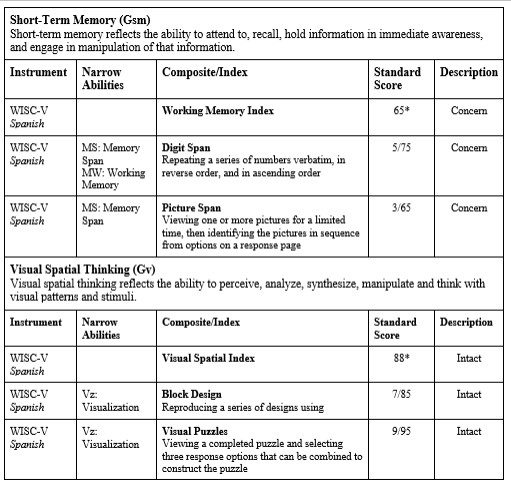 Short-Term Memory (Gsm)
Short-term memory reflects the ability to attend to, recall, hold information in immediate awareness,
and engage in manipulation of that information.
Instrument Narrow Abilities Composite/Index Standard Score Description
WISC-V Spanish Working Memory Index 65* Concern
WISC-V Spanish MS: Memory Span MW: Working Memory Digit Span 5/75 Concern
Repeating a series of numbers verbatim, in
reverse order, and in ascending order
WISC-V Spanish MS: Memory Span Picture Span 3/65 Concern
Viewing one or more pictures for a limited
time, then identifying the pictures in sequence
from options on a response page
Visual Spatial Thinking (Gv)
Visual spatial thinking reflects the ability to perceive, analyze, synthesize, manipulate and think with
visual patterns and stimuli.
Instrument Narrow Abilities Composite/Index Standard Score Description
WISC-V Spanish Visual Spatial Index 88* Intact
WISC-V Spanish Vz: Visualization Block Design 7/85 Intact
Reproducing a series of designs using
WISC-V Spanish Vz: Visualization Visual Puzzles 9/95 Intact
Viewing a completed puzzle and selecting
three response options that can be combined to
construct the puzzle